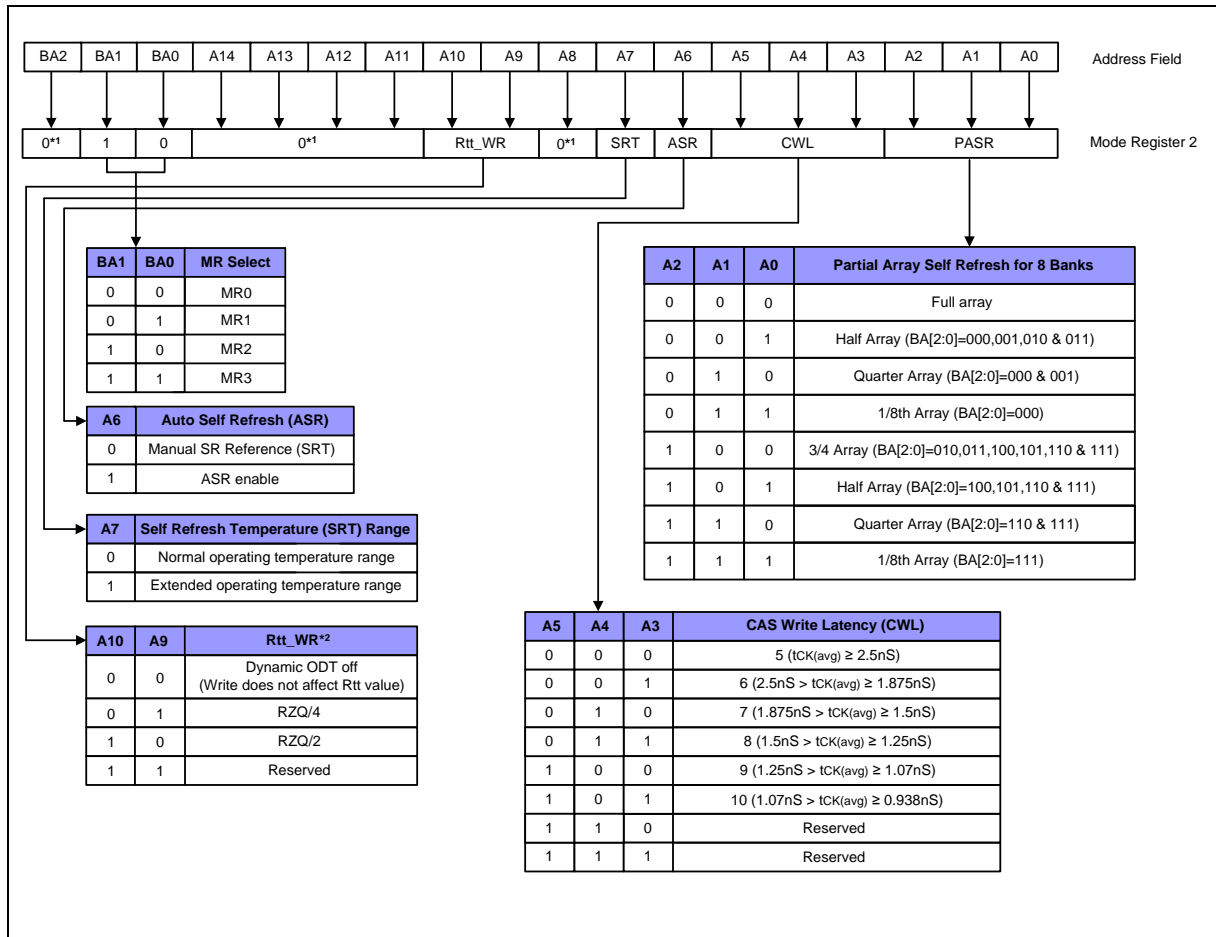 BA2 BA1 BA0 A14 A13 A12 A11 A10 A9 A8 A7 A6 A5 A4 A3 A2 A1 A0 Address Field
0*1 1 0 0*1 Rtt_WR 0*1 SRT ASR CWL PASR Mode Register 2
BA1 BA0 MR Select
0 0 MR0
0 1 MR1
1 0 MR2
1 1 MR3
A6 Auto Self Refresh (ASR)
0 Manual SR Reference (SRT)
1 ASR enable
A7 Self Refresh Temperature (SRT) Range
0 Normal operating temperature range
1 Extended operating temperature range
A10 A9 Rtt_WR*2
0 0 Dynamic ODT off
(Write does not affect Rtt value)
0 1 RZQ/4
1 0 RZQ/2
1 1 Reserved
A2 A1 A0 Partial Array Self Refresh for 8 Banks
0 0 0 Full array
0 0 1 Half Array (BA[2:0]=000,001,010 & 011)
0 1 0 Quarter Array (BA[2:0]=000 & 001)
0 1 1 1/8th Array (BA[2:0]=000)
1 0 0 3/4 Array (BA[2:0]=010,011,100,101,110 & 111)
1 0 1 Half Array (BA[2:0]=100,101,110 & 111)
1 1 0 Quarter Array (BA[2:0]=110 & 111)
1 1 1 1/8th Array (BA[2:0]=111)
A5 A4 A3 CAS Write Latency (CWL)
0 0 0 5 (tCK(avg) ≥ 2.5nS)
0 0 1 6 (2.5nS > tCK(avg) ≥ 1.875nS)
0 1 0 7 (1.875nS > tCK(avg) ≥ 1.5nS)
0 1 1 8 (1.5nS > tCK(avg) ≥ 1.25nS)
1 0 0 9 (1.25nS > tCK(avg) ≥ 1.07nS)
1 0 1 10 (1.07nS > tCK(avg) ≥ 0.938nS)
1 1 0 Reserved
1 1 1 Reserved